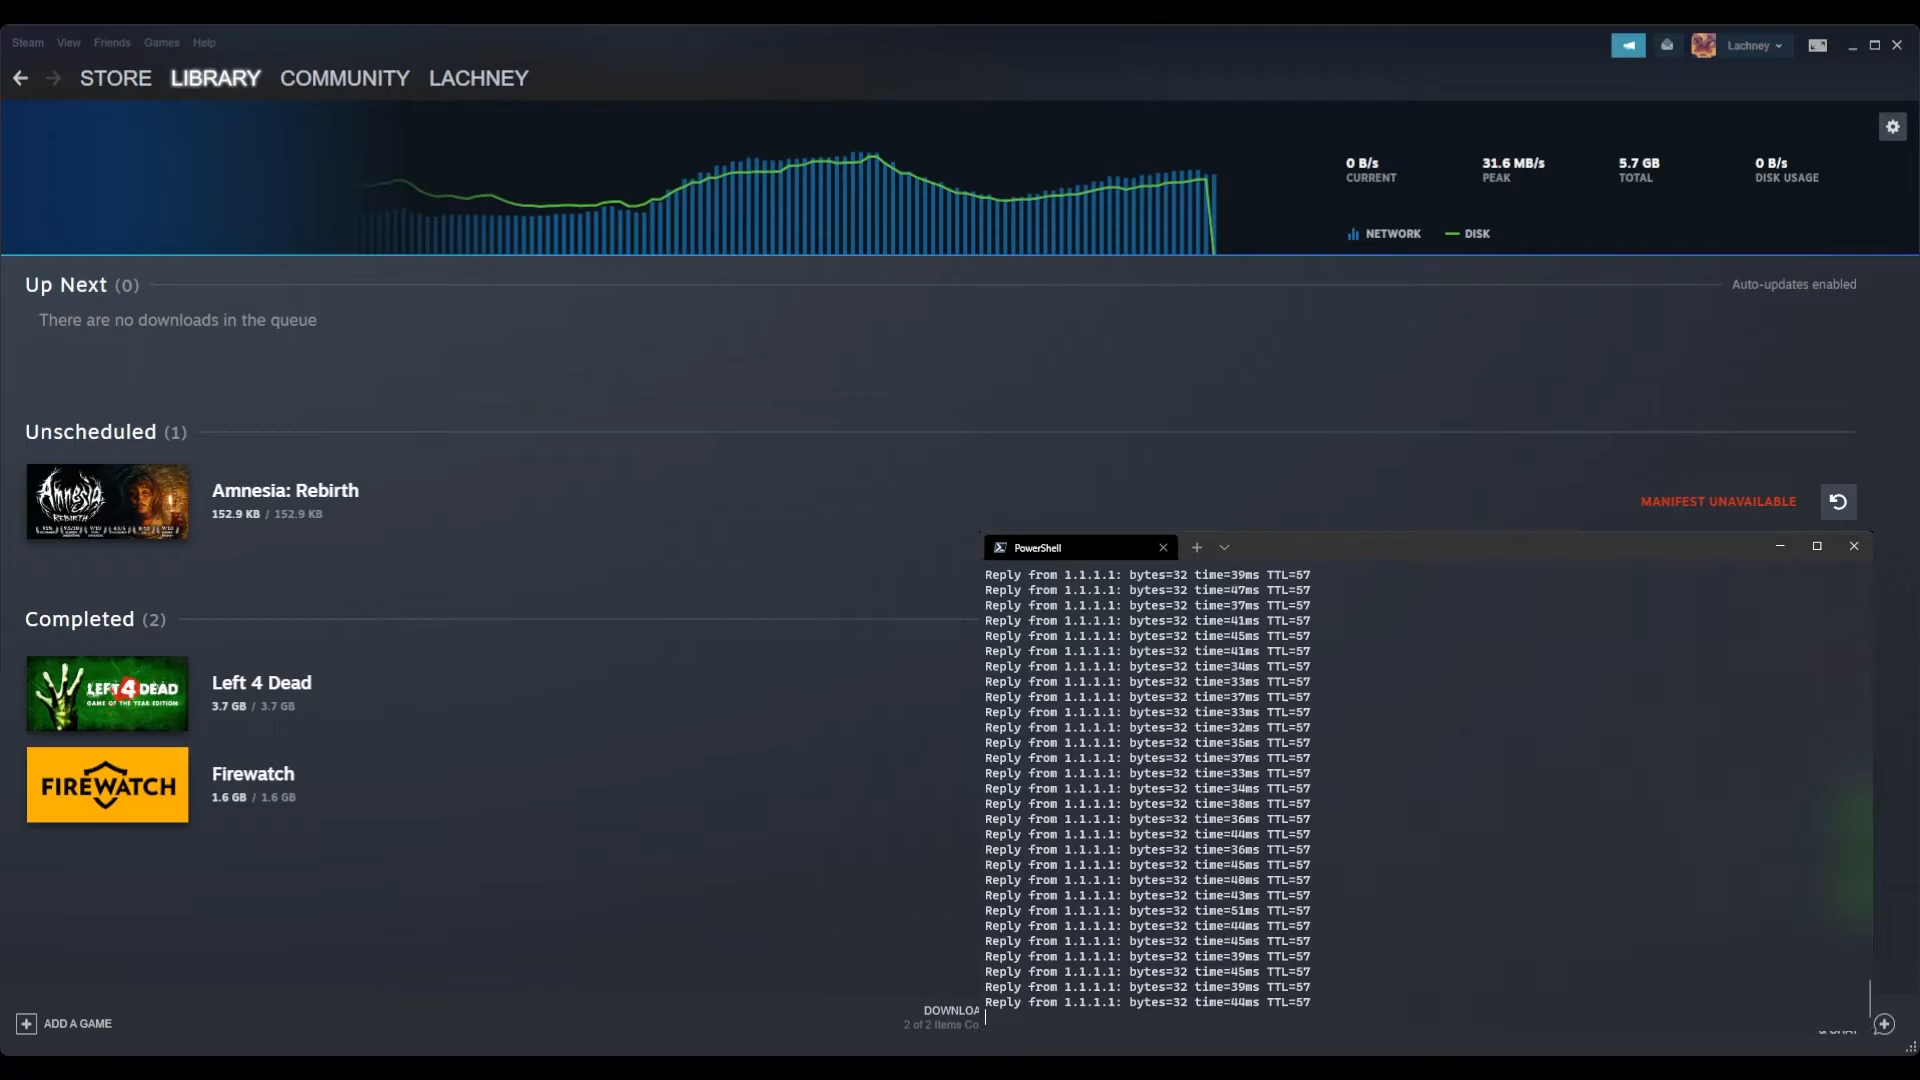 Steam View Friends Games Help
Lachney
STORE LIBRARY COMMUNITY LACHNEY
0 B/s 31.6 MB/s 5.7 GB 0 B/s
CURRENT PEAK TOTAL DISK USAGE
NETWORK DISK
Up Next (0)
Auto-updates enabled
There are no downloads in the queue
Unscheduled (1)
Amnesia
REBIRTH
Amnesia: Rebirth
152.9 KB / 152.9 KB
MANIFEST UNAVAILABLE
Completed (2)
LEFT 4 DEAD
GAME OF THE YEAR EDITION
Left 4 Dead
3.7 GB / 3.7 GB
FIREWATCH
Firewatch
1.6 GB / 1.6 GB
PowerShell
Reply from 1.1.1.1: bytes=32 time=39ms TTL=57
Reply from 1.1.1.1: bytes=32 time=47ms TTL=57
Reply from 1.1.1.1: bytes=32 time=37ms TTL=57
Reply from 1.1.1.1: bytes=32 time=41ms TTL=57
Reply from 1.1.1.1: bytes=32 time=45ms TTL=57
Reply from 1.1.1.1: bytes=32 time=41ms TTL=57
Reply from 1.1.1.1: bytes=32 time=34ms TTL=57
Reply from 1.1.1.1: bytes=32 time=33ms TTL=57
Reply from 1.1.1.1: bytes=32 time=37ms TTL=57
Reply from 1.1.1.1: bytes=32 time=33ms TTL=57
Reply from 1.1.1.1: bytes=32 time=32ms TTL=57
Reply from 1.1.1.1: bytes=32 time=35ms TTL=57
Reply from 1.1.1.1: bytes=32 time=37ms TTL=57
Reply from 1.1.1.1: bytes=32 time=33ms TTL=57
Reply from 1.1.1.1: bytes=32 time=34ms TTL=57
Reply from 1.1.1.1: bytes=32 time=38ms TTL=57
Reply from 1.1.1.1: bytes=32 time=36ms TTL=57
Reply from 1.1.1.1: bytes=32 time=44ms TTL=57
Reply from 1.1.1.1: bytes=32 time=36ms TTL=57
Reply from 1.1.1.1: bytes=32 time=45ms TTL=57
Reply from 1.1.1.1: bytes=32 time=40ms TTL=57
Reply from 1.1.1.1: bytes=32 time=43ms TTL=57
Reply from 1.1.1.1: bytes=32 time=51ms TTL=57
Reply from 1.1.1.1: bytes=32 time=44ms TTL=57
Reply from 1.1.1.1: bytes=32 time=45ms TTL=57
Reply from 1.1.1.1: bytes=32 time=39ms TTL=57
Reply from 1.1.1.1: bytes=32 time=45ms TTL=57
Reply from 1.1.1.1: bytes=32 time=39ms TTL=57
Reply from 1.1.1.1: bytes=32 time=44ms TTL=57
ADD A GAME
DOWNLOA
2 of 2 Items Co